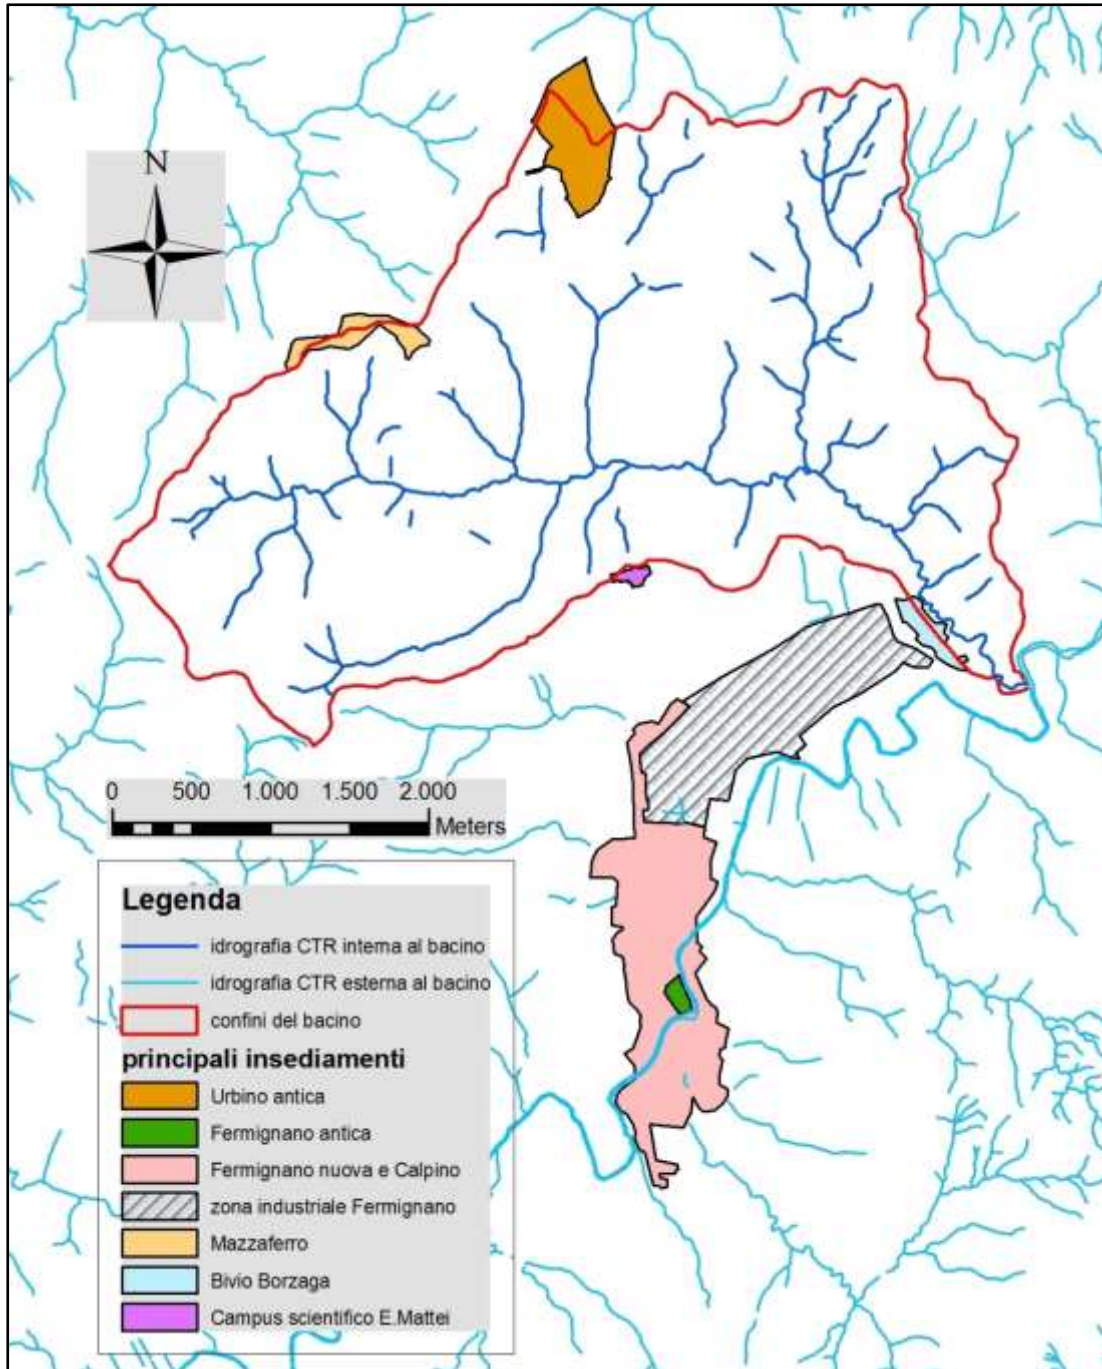 N
0 500 1.000 1.500 2.000
Meters
Legenda
idrografia CTR interna al bacino
idrografia CTR esterna al bacino
confini del bacino
principali insediamenti
Urbino antica
Fermignano antica
Fermignano nuova e Calpino
zona industriale Fermignano
Mazzaferro
Bivio Borzaga
Campus scientifico E.Mattei